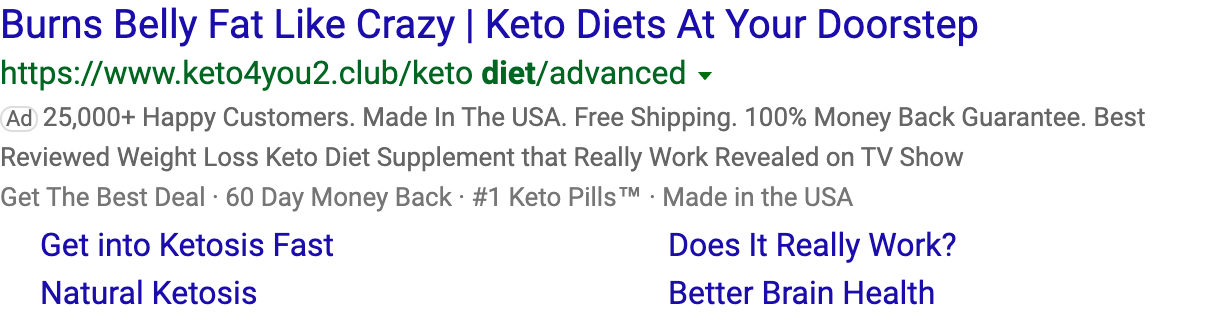 Burns Belly Fat Like Crazy | Keto Diets At Your Doorstep
https://www.keto4you2.club/keto diet/advanced
Ad 25,000+ Happy Customers. Made In The USA. Free Shipping. 100% Money Back Guarantee. Best
Reviewed Weight Loss Keto Diet Supplement that Really Work Revealed on TV Show
Get The Best Deal · 60 Day Money Back · #1 Keto Pills™ · Made in the USA
Get into Ketosis Fast
Does It Really Work?
Natural Ketosis
Better Brain Health